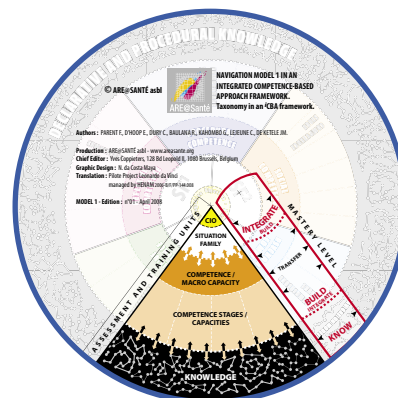 DECLARATIVE AND PROCEDURAL KNOWLEDGE
© ARE@SANTÉ asbl
ARE@Santé
NAVIGATION MODEL 1 IN AN
INTEGRATED COMPETENCE-BASED
APPROACH FRAMEWORK.
Taxonomy in an ⁴CBA framework.
Authors : PARENT F., D'HOOP E., DURY C., BAULANA R., KAHOMBO G., LEJEUNE C., DE KETELE JM.
Production : ARE@SANTÉ asbl - www.areasante.org
Chief Editor : Yves Coppieters, 128 Bd Leopold II, 1080 Brussels, Belgium
Graphic Design : N. da Costa Maya
Translation : Pilote Project Leonardo da Vinci
MODEL 1 - Edition : n°01 - April 2008
ASSESSMENT AND TRAINING UNITS
CIO
SITUATION
FAMILY
COMPETENCE /
MACRO CAPACITY
COMPETENCE STAGES /
CAPACITIES
KNOWLEDGE
MASTERY LEVEL
INTEGRATE
BUILD
TRANSFER
BUILD
INTEGRATE
KNOW